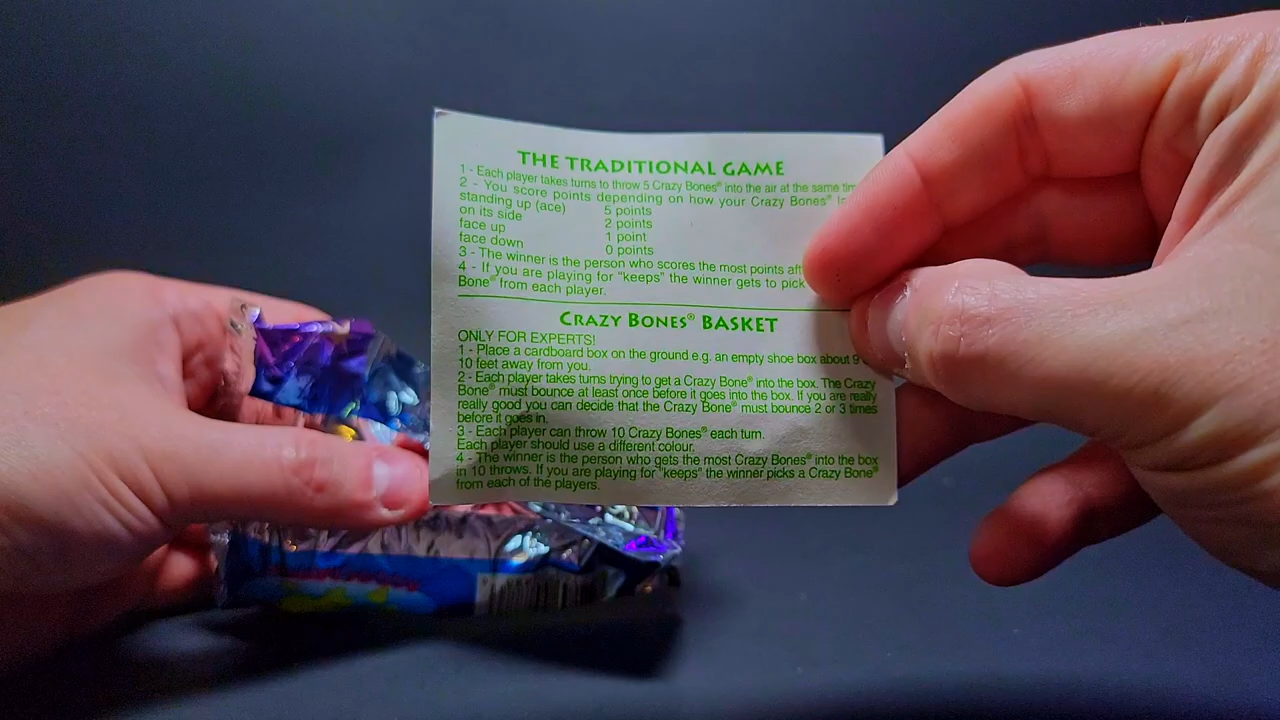 THE TRADITIONAL GAME
1 - Each player takes turns to throw 5 Crazy Bones® into the air at the same
2 - You score points depending on how your Crazy Bones®
standing up (ace) 5 points
on its side 2 points
face up 1 point
face down 0 points
3 - The winner is the person who scores the most points
4 - If you are playing for "keeps" the winner gets to pick
Bone® from each player.
CRAZY BONES® BASKET
ONLY FOR EXPERTS!
1 - Place a cardboard box on the ground e.g. an empty shoe box about 9
10 feet away from you.
2 - Each player takes turns trying to get a Crazy Bone® into the box. The Crazy
Bone® must bounce at least once before it goes into the box. If you are really
really good you can decide that the Crazy Bone® must bounce 2 or 3 times
before it goes in.
3 - Each player can throw 10 Crazy Bones® each turn.
Each player should use a different colour.
4 - The winner is the person who gets the most Crazy Bones® into the box
in 10 throws. If you are playing for "keeps" the winner picks a Crazy Bone®
from each of the players.